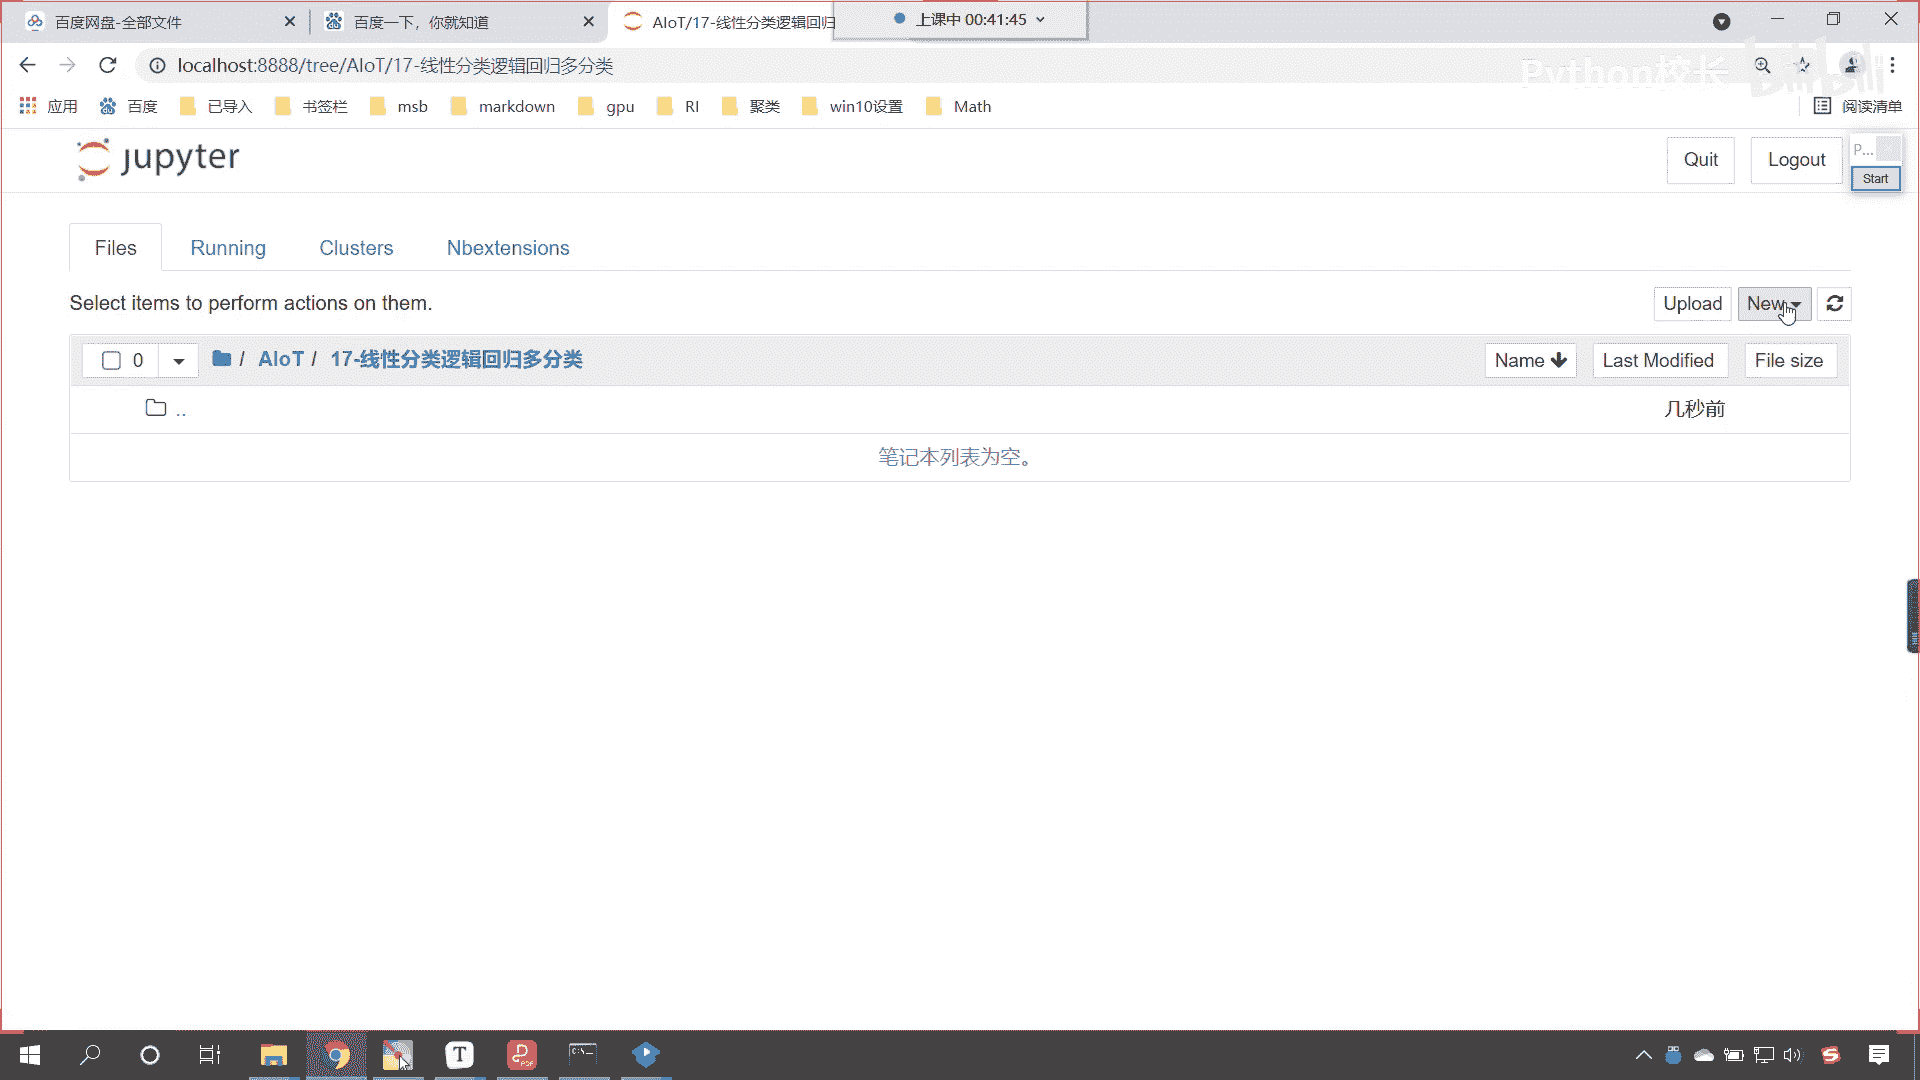 百度网盘-全部文件
百度一下，你就知道
AIoT/17-线性分类逻辑回归
上课中 00:41:45
localhost:8888/tree/AIoT/17-线性分类逻辑回归多分类
Python校长
bilibili
应用
百度
已导入
书签栏
msb
markdown
gpu
RI
聚类
win10设置
Math
阅读清单
jupyter
Quit
Logout
P...
Start
Files
Running
Clusters
Nbextensions
Select items to perform actions on them.
Upload
New
0
/ AIoT / 17-线性分类逻辑回归多分类
Name
Last Modified
File size
..
几秒前
笔记本列表为空。